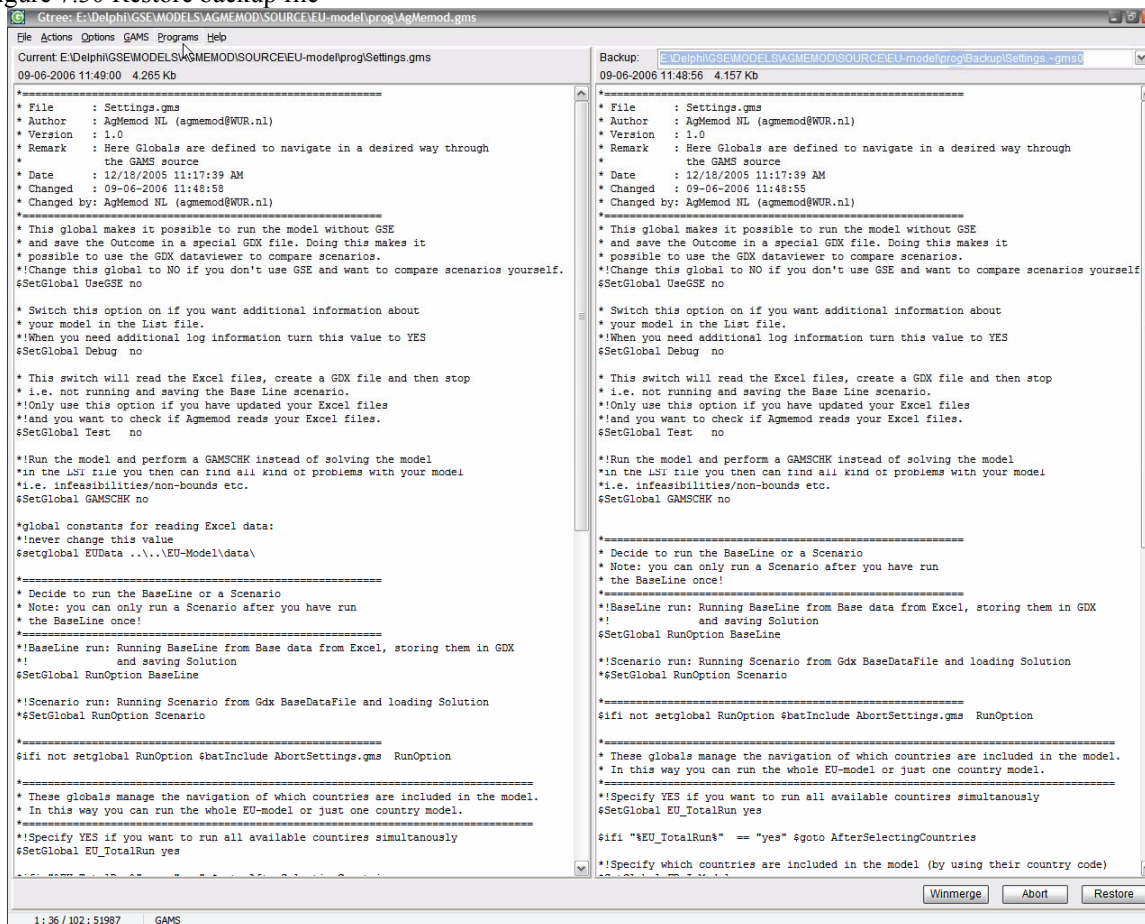 gure 7.30 Restore backup file
Gtree: E:\Delphi\GSE\MODELS\AGMEMOD\SOURCE\EU-model\prog\AgMemod.gms
File Actions Options GAMS Programs Help
Current: E:\Delphi\GSE\MODELS\AGMEMOD\SOURCE\EU-model\prog\Settings.gms
09-06-2006 11:49:00 4.265 Kb
*========================================================
* File : Settings.gms
* Author : AgMemod NL (agmemod@WUR.nl)
* Version : 1.0
* Remark : Here Globals are defined to navigate in a desired way through
* the GAMS source
* Date : 12/18/2005 11:17:39 AM
* Changed : 09-06-2006 11:48:58
* Changed by: AgMemod NL (agmemod@WUR.nl)
*========================================================
* This global makes it possible to run the model without GSE
* and save the Outcome in a special GDX file. Doing this makes it
* possible to use the GDX dataviewer to compare scenarios.
*!Change this global to NO if you don't use GSE and want to compare scenarios yourself.
$SetGlobal UseGSE no
* Switch this option on if you want additional information about
* your model in the List file.
*!When you need additional log information turn this value to YES
$SetGlobal Debug no
* This switch will read the Excel files, create a GDX file and then stop
* i.e. not running and saving the Base Line scenario.
*!Only use this option if you have updated your Excel files
*!and you want to check if Agmemod reads your Excel files.
$SetGlobal Test no
*!Run the model and perform a GAMSCHK instead of solving the model
*in the LST file you then can find all kind of problems with your model
*i.e. infeasibilities/non-bounds etc.
$SetGlobal GAMSCHK no
*global constants for reading Excel data:
*!never change this value
$setglobal EUData ..\..\EU-Model\data\
*========================================================
* Decide to run the BaseLine or a Scenario
* Note: you can only run a Scenario after you have run
* the BaseLine once!
*========================================================
*!BaseLine run: Running BaseLine from Base data from Excel, storing them in GDX
*! and saving Solution
$SetGlobal RunOption BaseLine
*!Scenario run: Running Scenario from Gdx BaseDataFile and loading Solution
*$SetGlobal RunOption Scenario
*========================================================
$ifi not setglobal RunOption $batInclude AbortSettings.gms RunOption
*================================================================================
* These globals manage the navigation of which countries are included in the model.
* In this way you can run the whole EU-model or just one country model.
*================================================================================
*!Specify YES if you want to run all available countires simultanously
$SetGlobal EU_TotalRun yes
Backup: E:\Delphi\GSE\MODELS\AGMEMOD\SOURCE\EU-model\prog\Backup\Settings.~gms0
09-06-2006 11:48:56 4.157 Kb
*========================================================
* File : Settings.gms
* Author : AgMemod NL (agmemod@WUR.nl)
* Version : 1.0
* Remark : Here Globals are defined to navigate in a desired way through
* the GAMS source
* Date : 12/18/2005 11:17:39 AM
* Changed : 09-06-2006 11:48:55
* Changed by: AgMemod NL (agmemod@WUR.nl)
*========================================================
* This global makes it possible to run the model without GSE
* and save the Outcome in a special GDX file. Doing this makes it
* possible to use the GDX dataviewer to compare scenarios.
*!Change this global to NO if you don't use GSE and want to compare scenarios yourself
$SetGlobal UseGSE no
* Switch this option on if you want additional information about
* your model in the List file.
*!When you need additional log information turn this value to YES
$SetGlobal Debug no
* This switch will read the Excel files, create a GDX file and then stop
* i.e. not running and saving the Base Line scenario.
*!Only use this option if you have updated your Excel files
*!and you want to check if Agmemod reads your Excel files.
$SetGlobal Test no
*!Run the model and perform a GAMSCHK instead of solving the model
*in the LST file you then can find all kind of problems with your model
*i.e. infeasibilities/non-bounds etc.
$SetGlobal GAMSCHK no
*========================================================
* Decide to run the BaseLine or a Scenario
* Note: you can only run a Scenario after you have run
* the BaseLine once!
*========================================================
*!BaseLine run: Running BaseLine from Base data from Excel, storing them in GDX
*! and saving Solution
$SetGlobal RunOption BaseLine
*!Scenario run: Running Scenario from Gdx BaseDataFile and loading Solution
*$SetGlobal RunOption Scenario
*========================================================
$ifi not setglobal RunOption $batInclude AbortSettings.gms RunOption
*================================================================================
* These globals manage the navigation of which countries are included in the model.
* In this way you can run the whole EU-model or just one country model.
*================================================================================
*!Specify YES if you want to run all available countires simultanously
$SetGlobal EU_TotalRun yes
$ifi "%EU_TotalRun%" == "yes" $goto AfterSelectingCountries
*!Specify which countries are included in the model (by using their country code)
Winmerge Abort Restore
1: 36 / 102 : 51987 GAMS